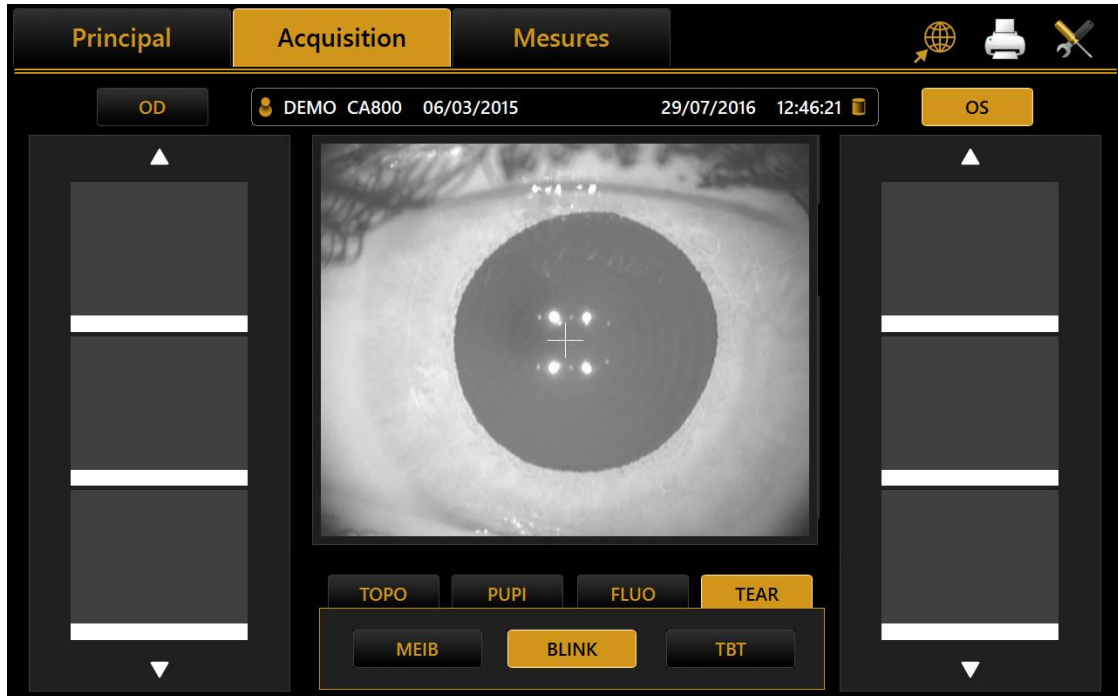 Principal Acquisition Mesures
OD DEMO CA800 06/03/2015 29/07/2016 12:46:21 OS
TOPO PUPI FLUO TEAR
MEIB BLINK TBT